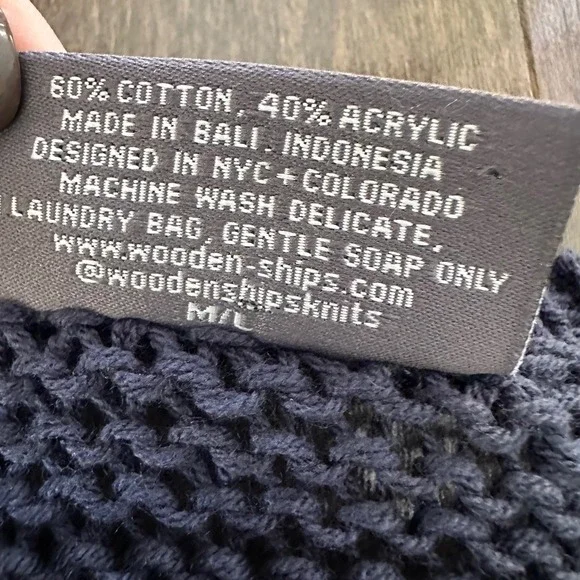 60% COTTON, 40% ACRYLIC
MADE IN BALI, INDONESIA
DESIGNED IN NYC + COLORADO
MACHINE WASH DELICATE,
LAUNDRY BAG, GENTLE SOAP ONLY
www.wooden-ships.com
@woodenshipsknits
M/L